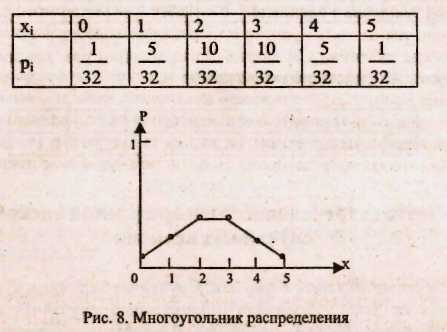 xᵢ 0 1 2 3 4 5
pᵢ 1/32 5/32 10/32 10/32 5/32 1/32
P
1
0 1 2 3 4 5 x
Рис. 8. Многоугольник распределения